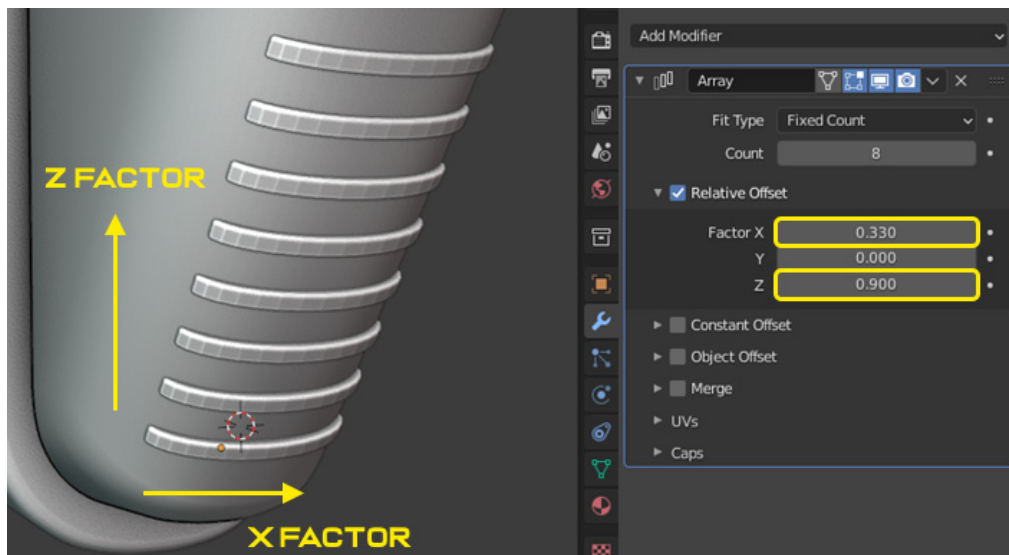 Z FACTOR
X FACTOR
Add Modifier
Array
Fit Type Fixed Count
Count 8
Relative Offset
Factor X 0.330
Y 0.000
Z 0.900
Constant Offset
Object Offset
Merge
UVs
Caps